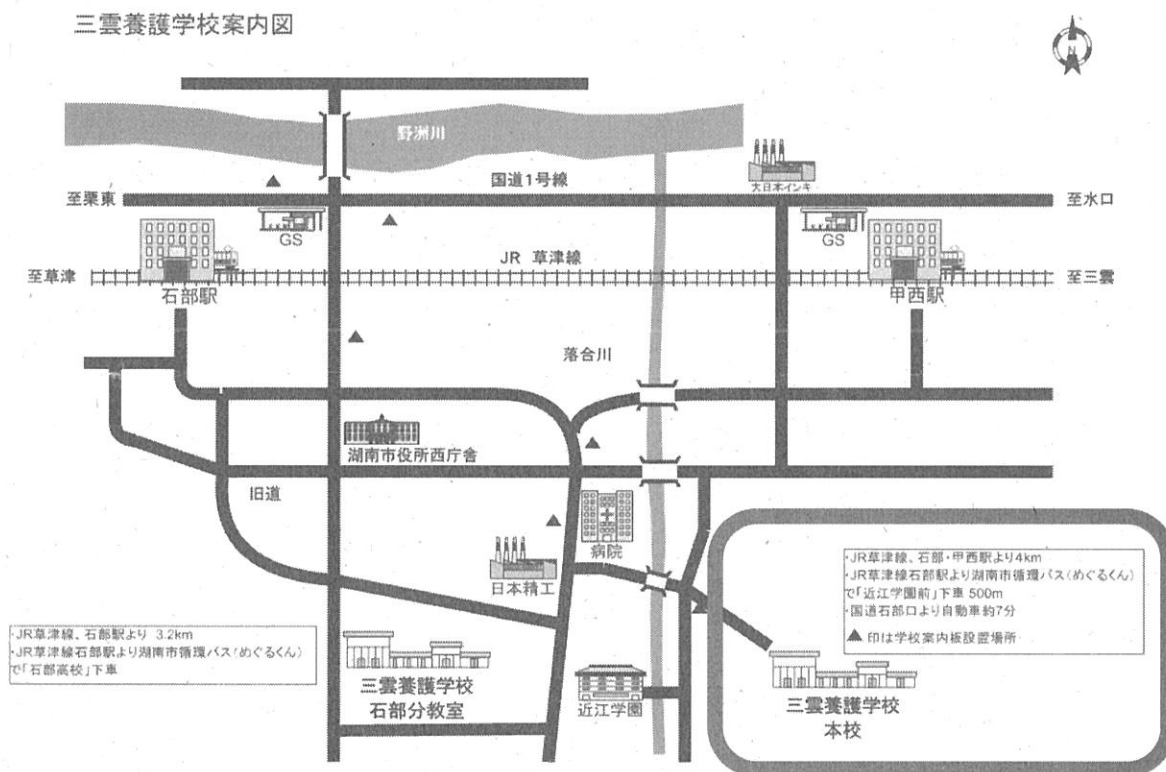 三雲養護学校案内図
N
野洲川
大日本インキ
国道1号線
至栗東
至水口
GS
GS
JR 草津線
至草津
至三雲
石部駅
甲西駅
落合川
湖南市役所西庁舎
旧道
病院
日本精工
・JR草津線、石部・甲西駅より4km
・JR草津線石部駅より湖南市循環バス(めぐるくん)
で「近江学園前」下車 500m
・国道石部口より自動車約7分
▲ 印は学校案内板設置場所
・JR草津線、石部駅より 3.2km
・JR草津線石部駅より湖南市循環バス(めぐるくん)
で「石部高校」下車
三雲養護学校
石部分教室
近江学園
三雲養護学校
本校